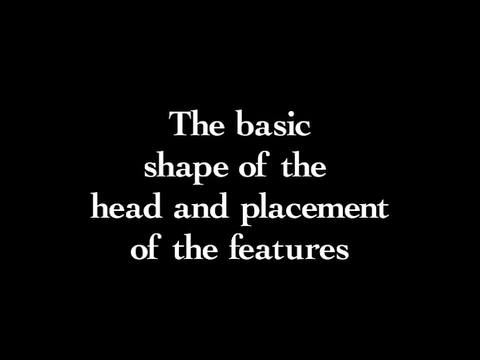 The basic
shape of the
head and placement
of the features